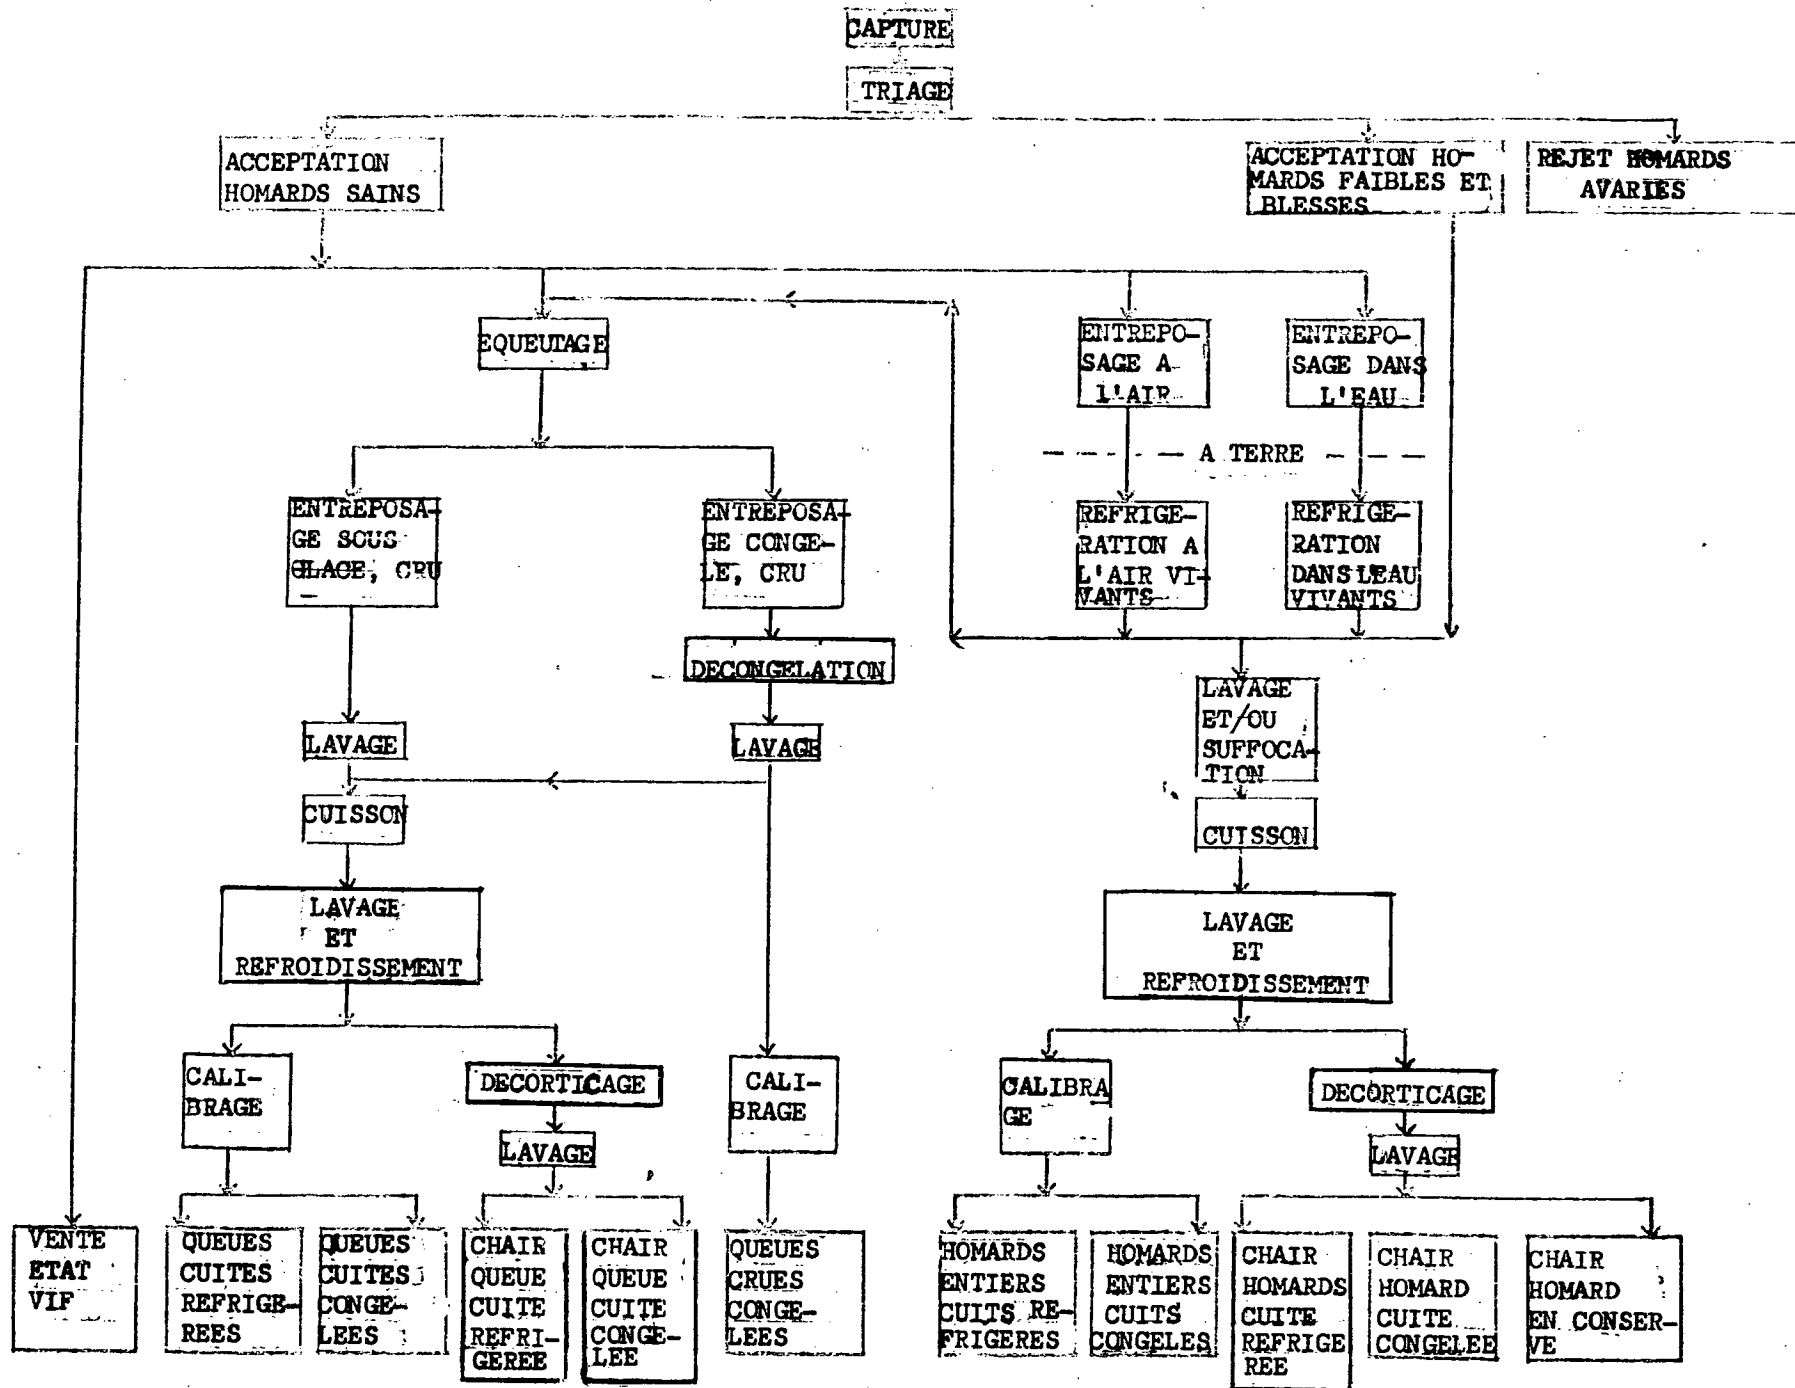 CAPTURE
TRIAGE
ACCEPTATION
HOMARDS SAINS
ACCEPTATION HO-
MARDS FAIBLES ET
BLESSES
REJET HOMARDS
AVARIES
EQUEUTAGE
ENTREPO-
SAGE A
l'AIR
ENTREPO-
SAGE DANS
L'EAU
A TERRE
ENTREPOSA-
GE SOUS
GLACE, CRU
ENTREPOSA-
GE CONGE-
LE, CRU
REFRIGE-
RATION A
L'AIR VI-
VANTS
REFRIGE-
RATION
DANS L'EAU
VIVANTS
DECONGELATION
LAVAGE
LAVAGE
LAVAGE
ET/OU
SUFFOCA-
TION
CUISSON
CUISSON
LAVAGE
ET
REFROIDISSEMENT
LAVAGE
ET
REFROIDISSEMENT
CALI-
BRAGE
DECORTICAGE
LAVAGE
CALI-
BRAGE
CALIBRA
GE
DECORTICAGE
LAVAGE
VENTE
ETAT
VIF
QUEUES
CUITES
REFRIGE-
REES
QUEUES
CUITES
CONGE-
LEES
CHAIR
QUEUE
CUITE
REFRI-
GEREE
CHAIR
QUEUE
CUITE
CONGE-
LEE
QUEUES
CRUES
CONGE-
LEES
HOMARDS
ENTIERS
CUITS RE-
FRIGERES
HOMARDS
ENTIERS
CUITS
CONGELES
CHAIR
HOMARDS
CUITE
REFRIGE
REE
CHAIR
HOMARD
CUITE
CONGELEE
CHAIR
HOMARD
EN CONSER-
VE